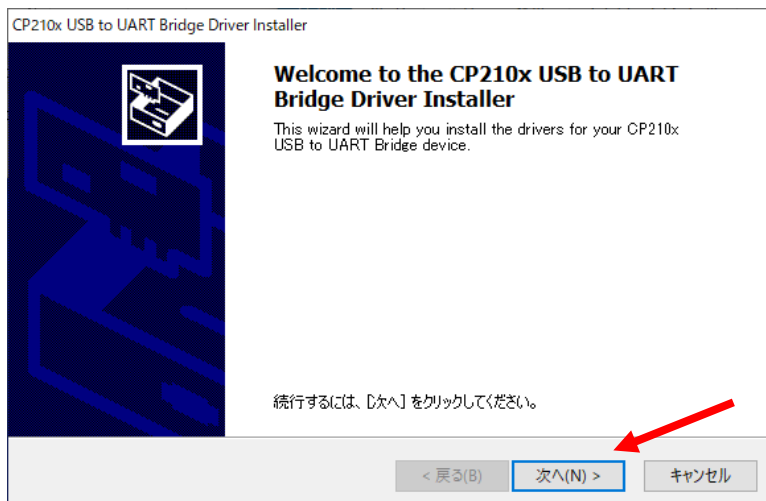 CP210x USB to UART Bridge Driver Installer
Welcome to the CP210x USB to UART
Bridge Driver Installer
This wizard will help you install the drivers for your CP210x
USB to UART Bridge device.
続行するには、[次へ] をクリックしてください。
< 戻る(B)
次へ(N) >
キャンセル